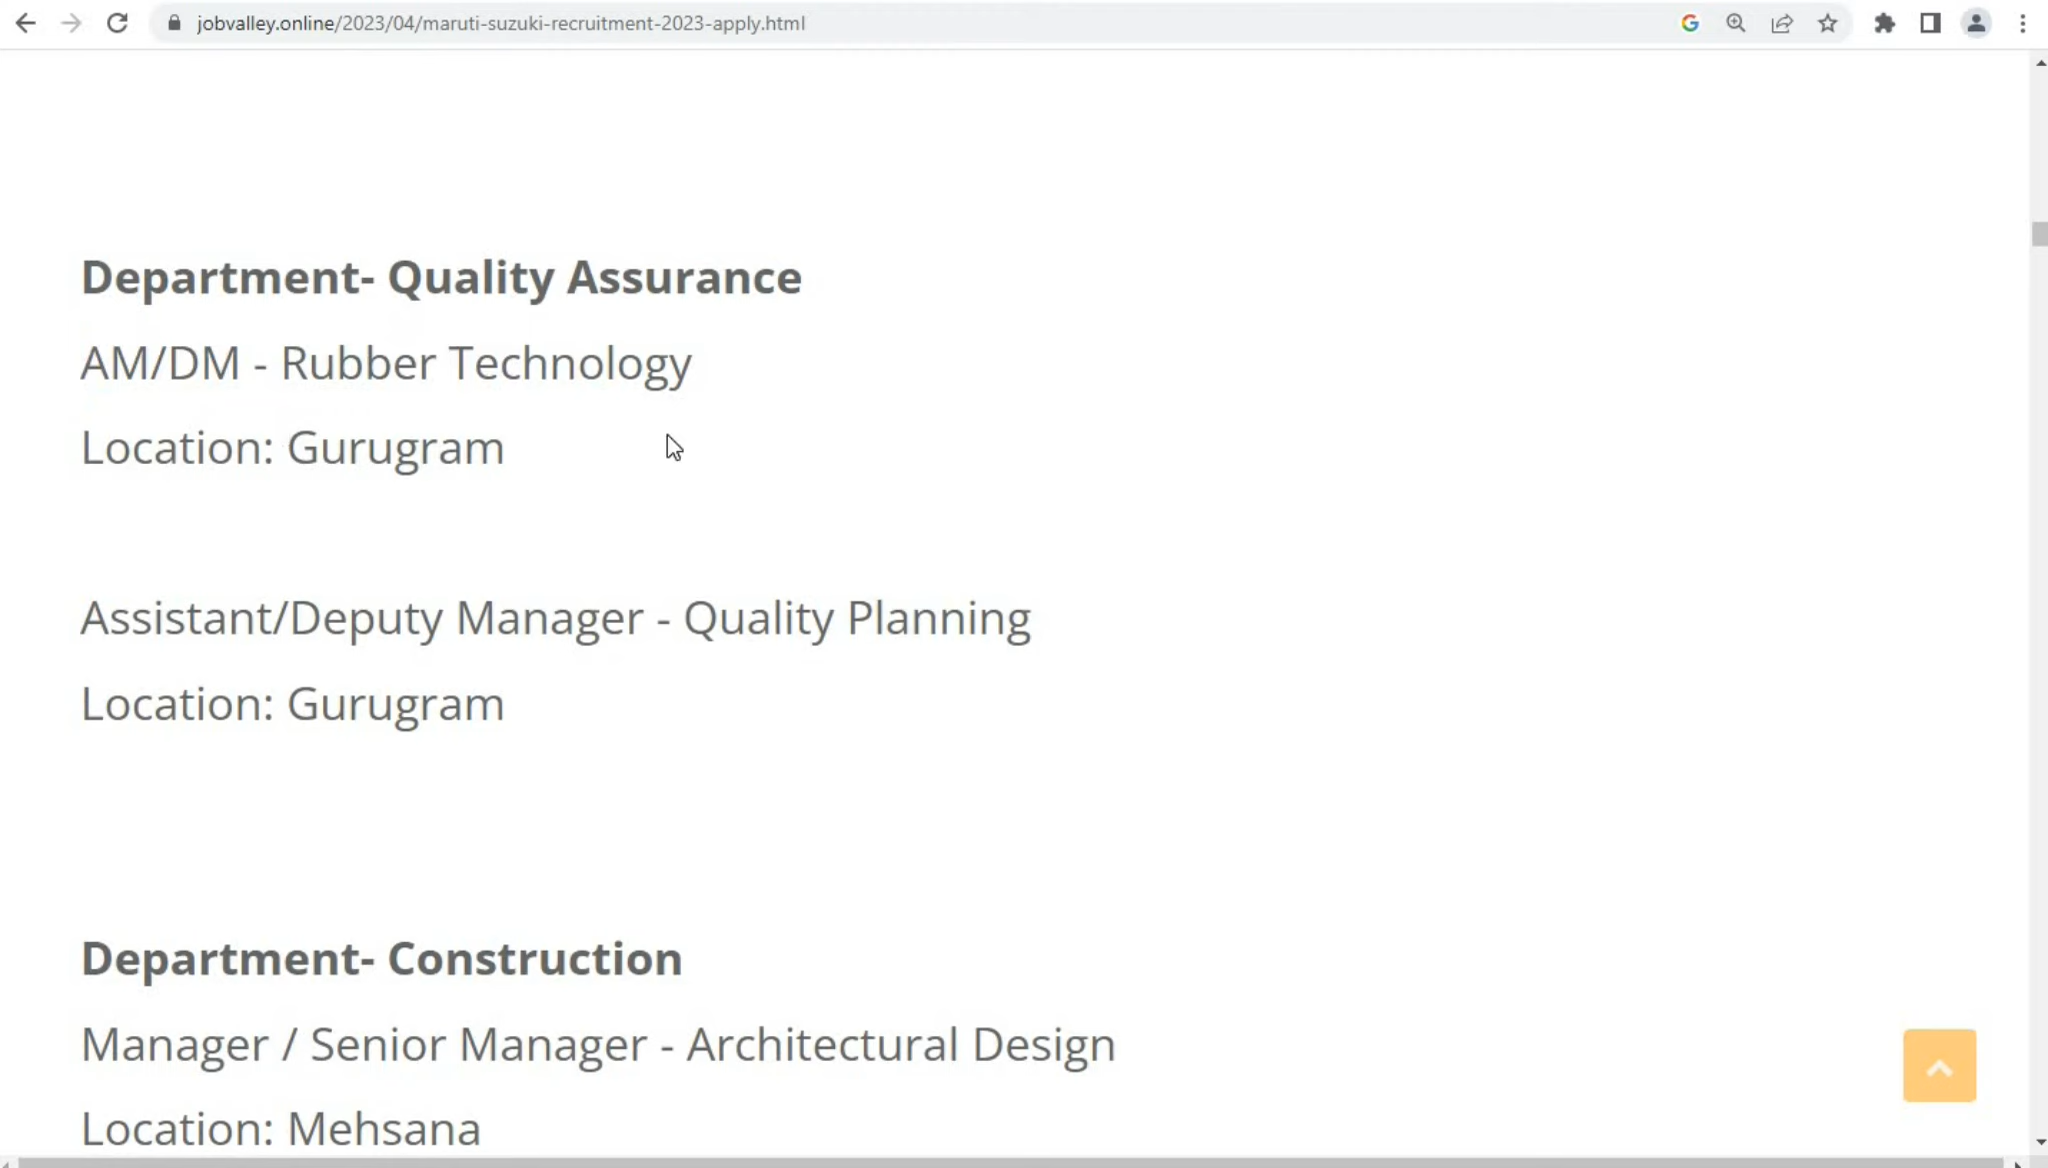 jobvalley.online/2023/04/maruti-suzuki-recruitment-2023-apply.html
Department- Quality Assurance
AM/DM - Rubber Technology
Location: Gurugram
Assistant/Deputy Manager - Quality Planning
Location: Gurugram
Department- Construction
Manager / Senior Manager - Architectural Design
Location: Mehsana